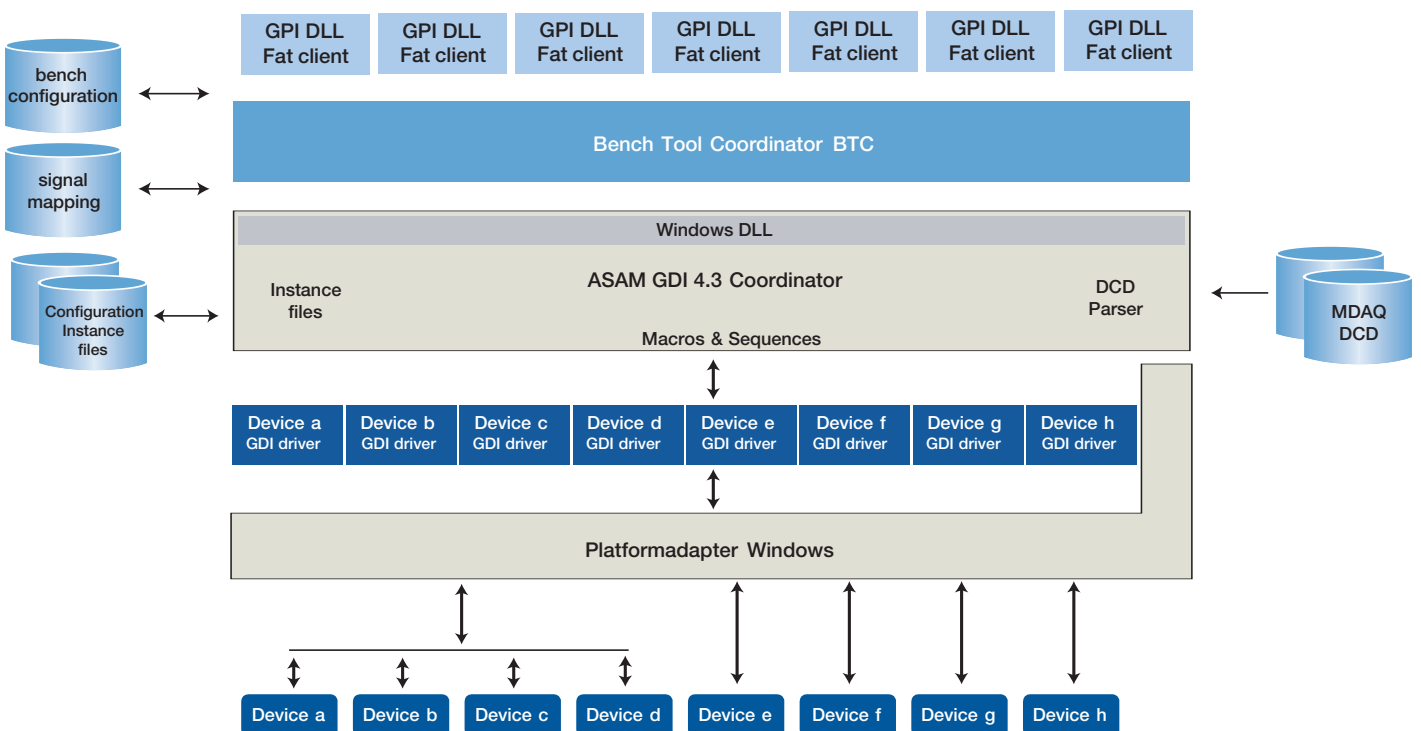 GPI DLL
Fat client
GPI DLL
Fat client
GPI DLL
Fat client
GPI DLL
Fat client
GPI DLL
Fat client
GPI DLL
Fat client
GPI DLL
Fat client
bench
configuration
Bench Tool Coordinator BTC
signal
mapping
Windows DLL
ASAM GDI 4.3 Coordinator
Instance
files
DCD
Parser
Macros & Sequences
Configuration
Instance
files
MDAQ
DCD
Device a
GDI driver
Device b
GDI driver
Device c
GDI driver
Device d
GDI driver
Device e
GDI driver
Device f
GDI driver
Device g
GDI driver
Device h
GDI driver
Platformadapter Windows
Device a
Device b
Device c
Device d
Device e
Device f
Device g
Device h